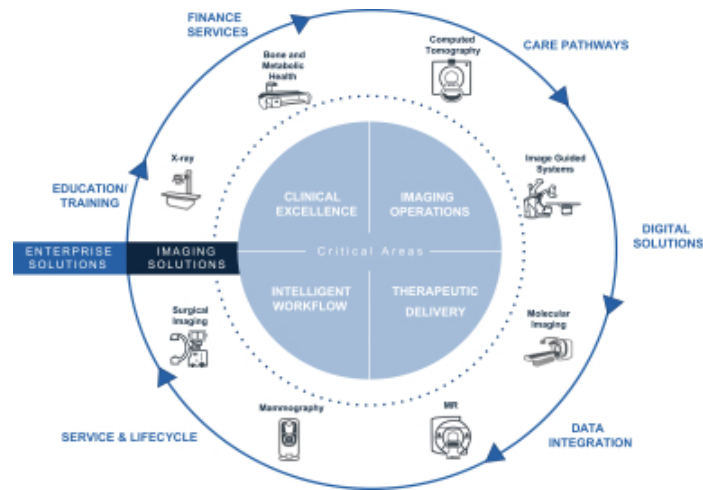 FINANCE
SERVICES
CARE PATHWAYS
Computed
Tomography
Bone and
Metabolic
Health
X-ray
Image Guided
Systems
EDUCATION/
TRAINING
CLINICAL
EXCELLENCE
IMAGING
OPERATIONS
DIGITAL
SOLUTIONS
ENTERPRISE
SOLUTIONS
IMAGING
SOLUTIONS
Critical Areas
INTELLIGENT
WORKFLOW
THERAPEUTIC
DELIVERY
Surgical
Imaging
Molecular
Imaging
Mammography
MR
SERVICE & LIFECYCLE
DATA
INTEGRATION